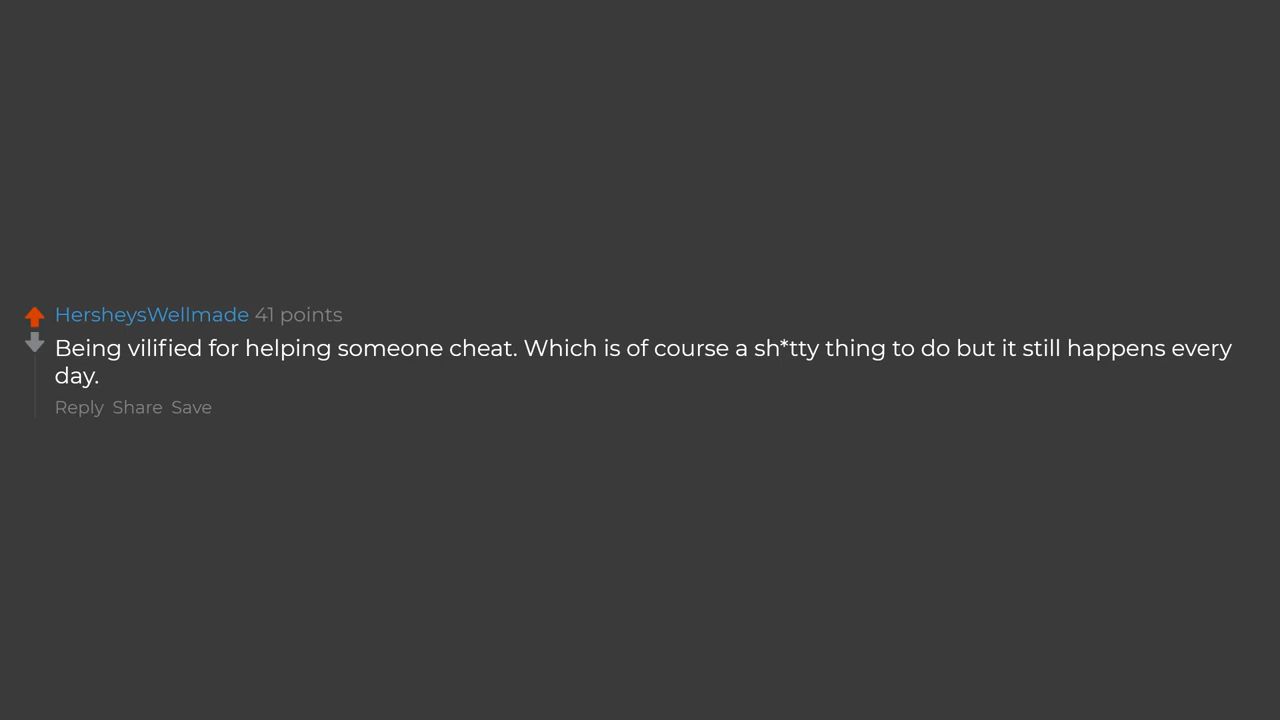 HersheysWellmade 41 points
Being vilified for helping someone cheat. Which is of course a sh*tty thing to do but it still happens every
day.
Reply Share Save